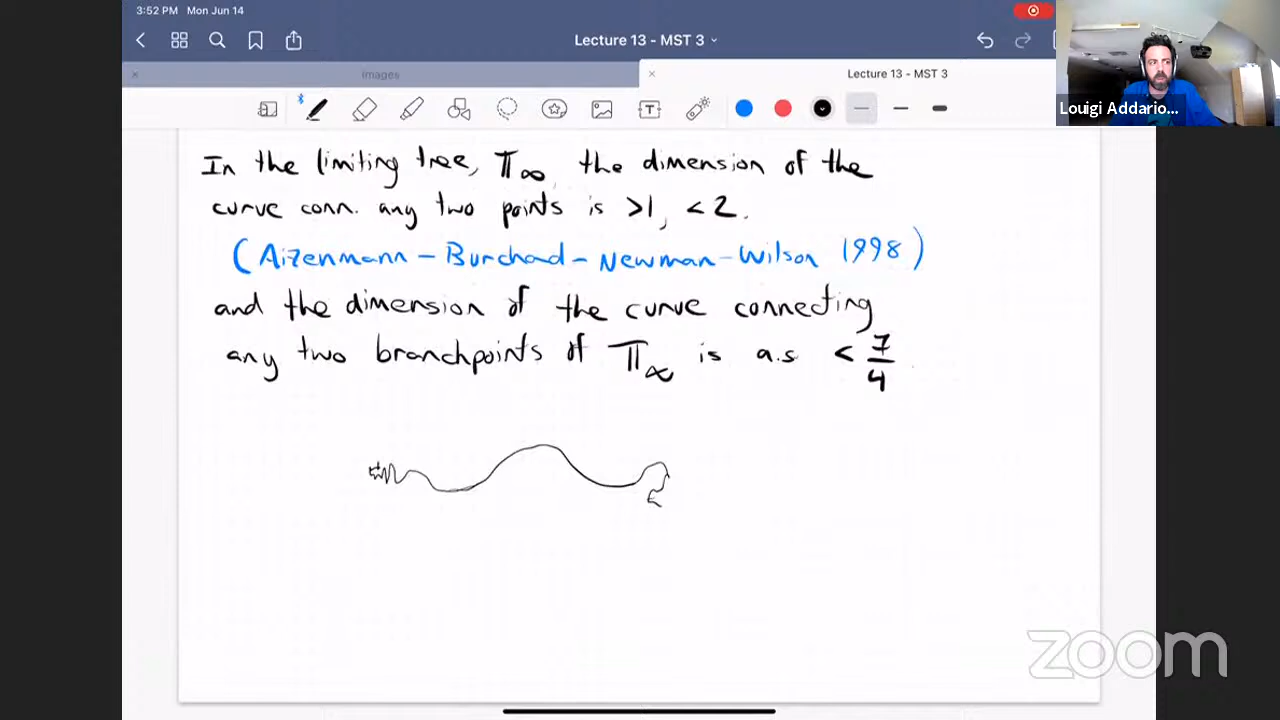 3:52 PM Mon Jun 14
Lecture 13 - MST 3
images
Lecture 13 - MST 3
Louigi Addario...
In the limiting tree, 𝕋∞ the dimension of the
curve conn. any two points is >1, <2.
(Aizenmann - Burchard - Newman - Wilson 1998)
and the dimension of the curve connecting
any two branchpoints of 𝕋∞ is a.s < 7/4
zoom